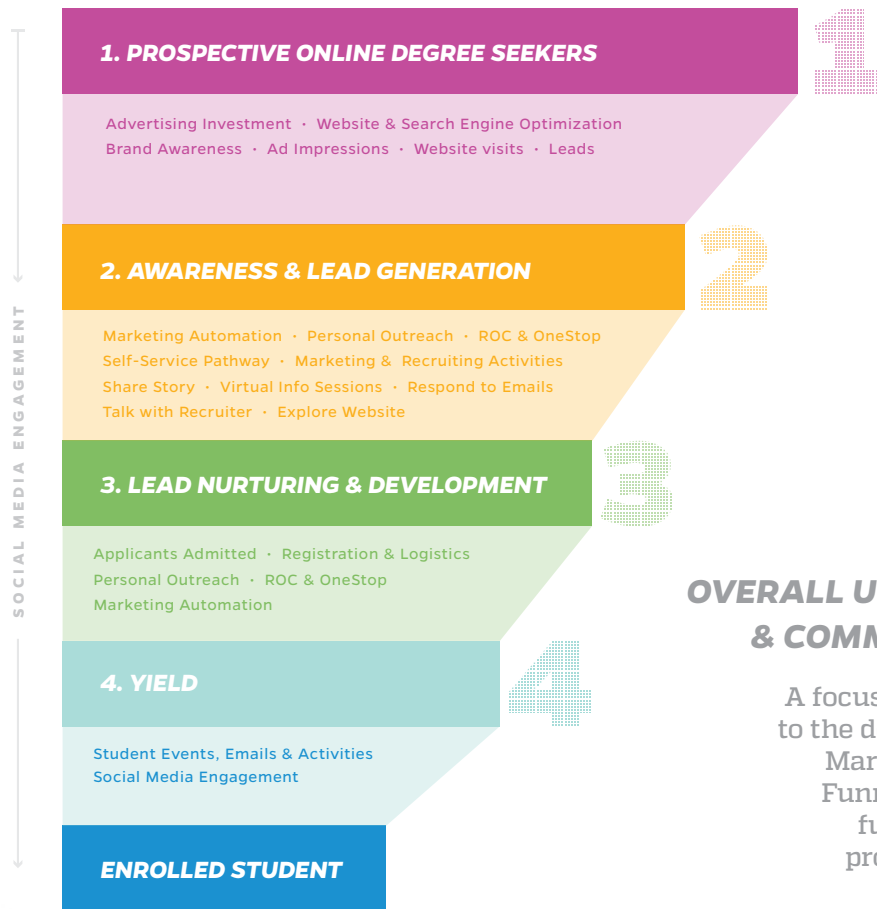 1. PROSPECTIVE ONLINE DEGREE SEEKERS
1
Advertising Investment · Website & Search Engine Optimization
Brand Awareness · Ad Impressions · Website visits · Leads
2. AWARENESS & LEAD GENERATION
2
Marketing Automation · Personal Outreach · ROC & OneStop
Self-Service Pathway · Marketing & Recruiting Activities
Share Story · Virtual Info Sessions · Respond to Emails
Talk with Recruiter · Explore Website
3. LEAD NURTURING & DEVELOPMENT
3
Applicants Admitted · Registration & Logistics
Personal Outreach · ROC & OneStop
Marketing Automation
4. YIELD
4
Student Events, Emails & Activities
Social Media Engagement
ENROLLED STUDENT
SOCIAL MEDIA ENGAGEMENT
OVERALL
&
A
to the